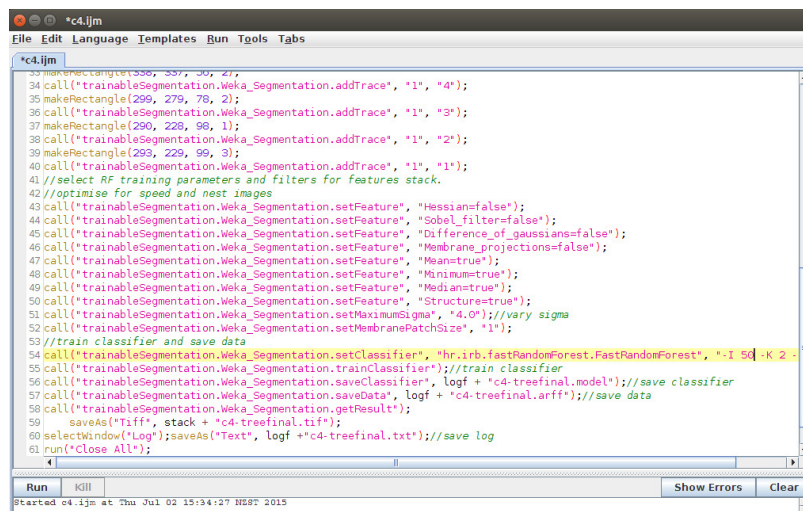 *c4.ijm
File Edit Language Templates Run Tools Tabs
*c4.ijm
33 makeRectangle(338, 337, 56, 2);
34 call("trainableSegmentation.Weka_Segmentation.addTrace", "1", "4");
35 makeRectangle(299, 279, 78, 2);
36 call("trainableSegmentation.Weka_Segmentation.addTrace", "1", "3");
37 makeRectangle(290, 228, 98, 1);
38 call("trainableSegmentation.Weka_Segmentation.addTrace", "1", "2");
39 makeRectangle(293, 229, 99, 3);
40 call("trainableSegmentation.Weka_Segmentation.addTrace", "1", "1");
41 //select RF training parameters and filters for features stack.
42 //optimise for speed and nest images
43 call("trainableSegmentation.Weka_Segmentation.setFeature", "Hessian=false");
44 call("trainableSegmentation.Weka_Segmentation.setFeature", "Sobel_filter=false");
45 call("trainableSegmentation.Weka_Segmentation.setFeature", "Difference_of_gaussians=false");
46 call("trainableSegmentation.Weka_Segmentation.setFeature", "Membrane_projections=false");
47 call("trainableSegmentation.Weka_Segmentation.setFeature", "Mean=true");
48 call("trainableSegmentation.Weka_Segmentation.setFeature", "Minimum=true");
49 call("trainableSegmentation.Weka_Segmentation.setFeature", "Median=true");
50 call("trainableSegmentation.Weka_Segmentation.setFeature", "Structure=true");
51 call("trainableSegmentation.Weka_Segmentation.setMaximumSigma", "4.0");//vary sigma
52 call("trainableSegmentation.Weka_Segmentation.setMembranePatchSize", "1");
53 //train classifier and save data
54 call("trainableSegmentation.Weka_Segmentation.setClassifier", "hr.irb.fastRandomForest.FastRandomForest", "-I 50 -K 2 -
55 call("trainableSegmentation.Weka_Segmentation.trainClassifier");//train classifier
56 call("trainableSegmentation.Weka_Segmentation.saveClassifier", logf + "c4-treefinal.model");//save classifier
57 call("trainableSegmentation.Weka_Segmentation.saveData", logf + "c4-treefinal.arff");//save data
58 call("trainableSegmentation.Weka_Segmentation.getResult");
59 saveAs("Tiff", stack + "c4-treefinal.tif");
60 selectWindow("Log");saveAs("Text", logf +"c4-treefinal.txt");//save log
61 run("Close All");
Run Kill Show Errors Clear
Started c4.ijm at Thu Jul 02 15:34:27 NZST 2015